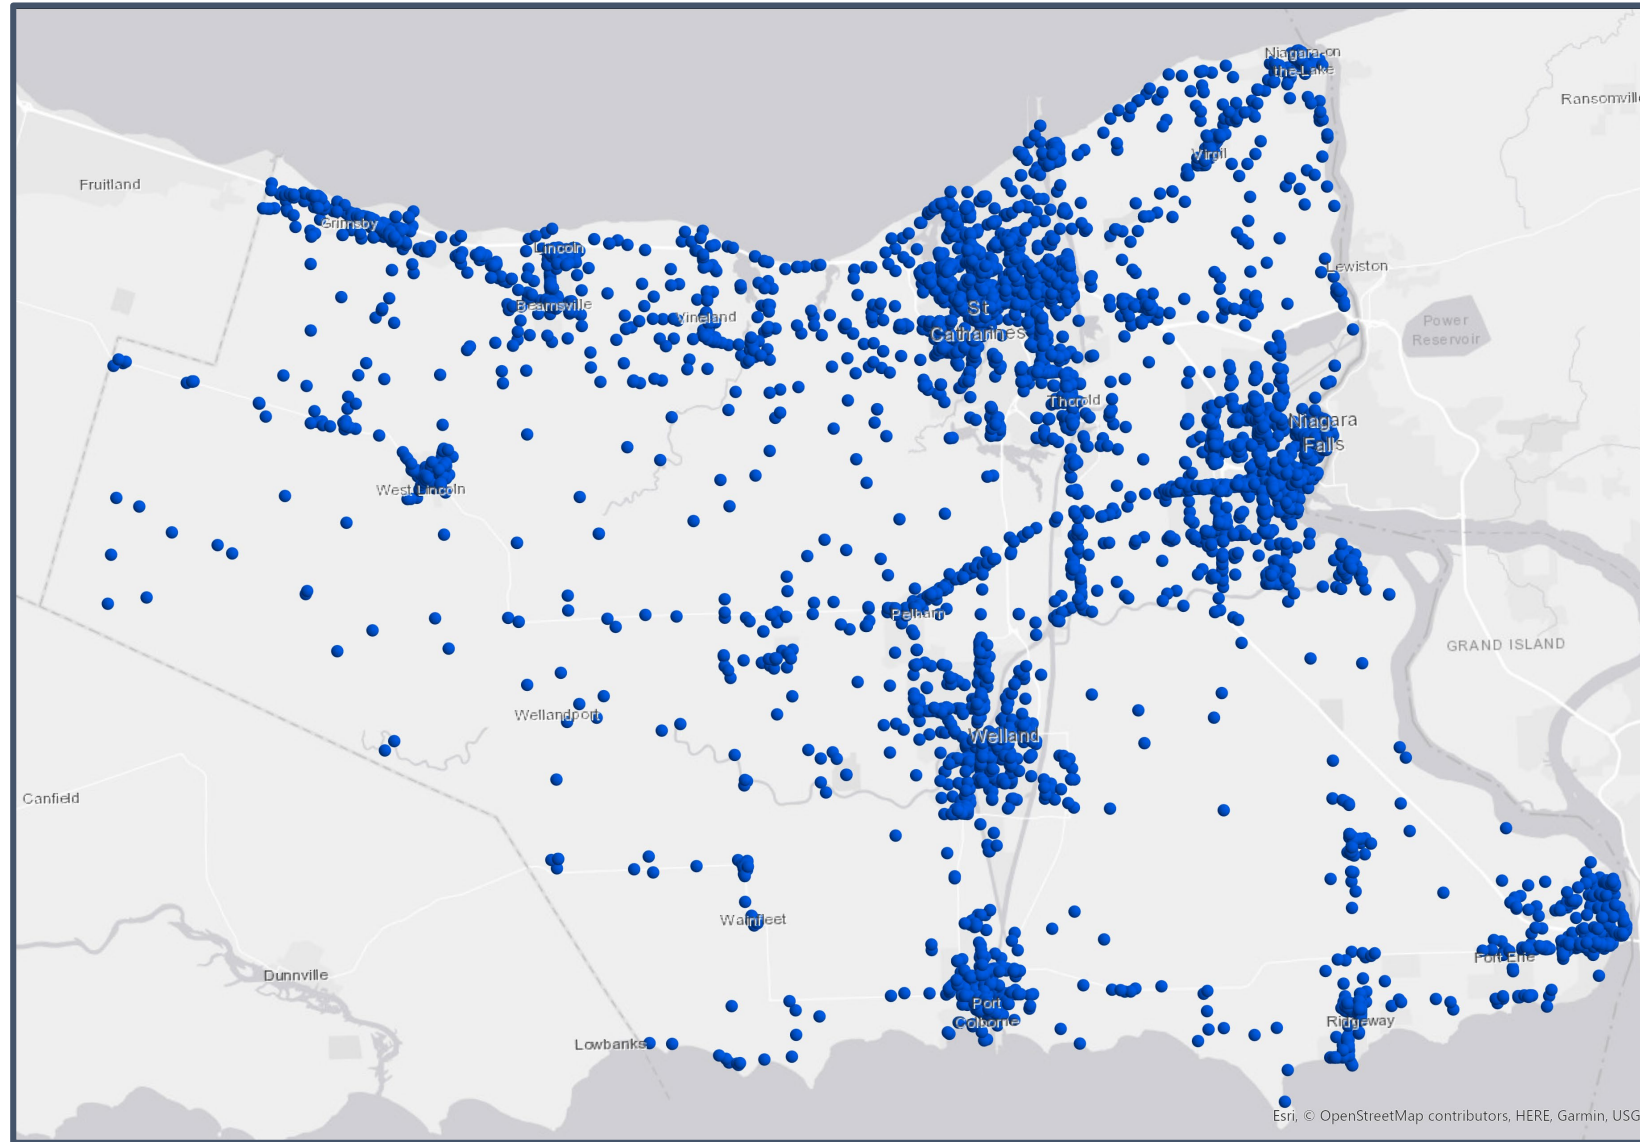 Niagara-on
the-Lake
Ransomville
Virgil
Fruitland
Grimsby
Lincoln
Lewiston
Beamsville
Vineland
St
Catharines
Power
Reservoir
Thorold
Niagara
Falls
West Lincoln
Pelham
GRAND ISLAND
Wellandport
Welland
Canfield
Wainfleet
Fort Erie
Dunnville
Port
Colborne
Ridgeway
Lowbanks
Esri, © OpenStreetMap contributors, HERE, Garmin, USG